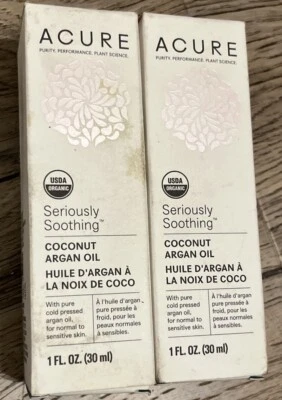 ACURE
PURITY. PERFORMANCE. PLANT SCIENCE.
USDA
ORGANIC
Seriously
Soothing™
COCONUT
ARGAN OIL
HUILE D'ARGAN À
LA NOIX DE COCO
With pure
cold pressed
argan oil,
for normal to
sensitive skin.
À l'huile d'argan
pure pressée à
froid, pour les
peaux normales
à sensibles.
1 FL. OZ. (30 ml)
ACURE
PURITY. PERFORMANCE. PLANT SCIENCE.
USDA
ORGANIC
Seriously
Soothing™
COCONUT
ARGAN OIL
HUILE D'ARGAN À
LA NOIX DE COCO
With pure
cold pressed
argan oil,
for normal to
sensitive skin.
À l'huile d'argan
pure pressée à
froid, pour les
peaux normales
à sensibles.
1 FL. OZ. (30 ml)